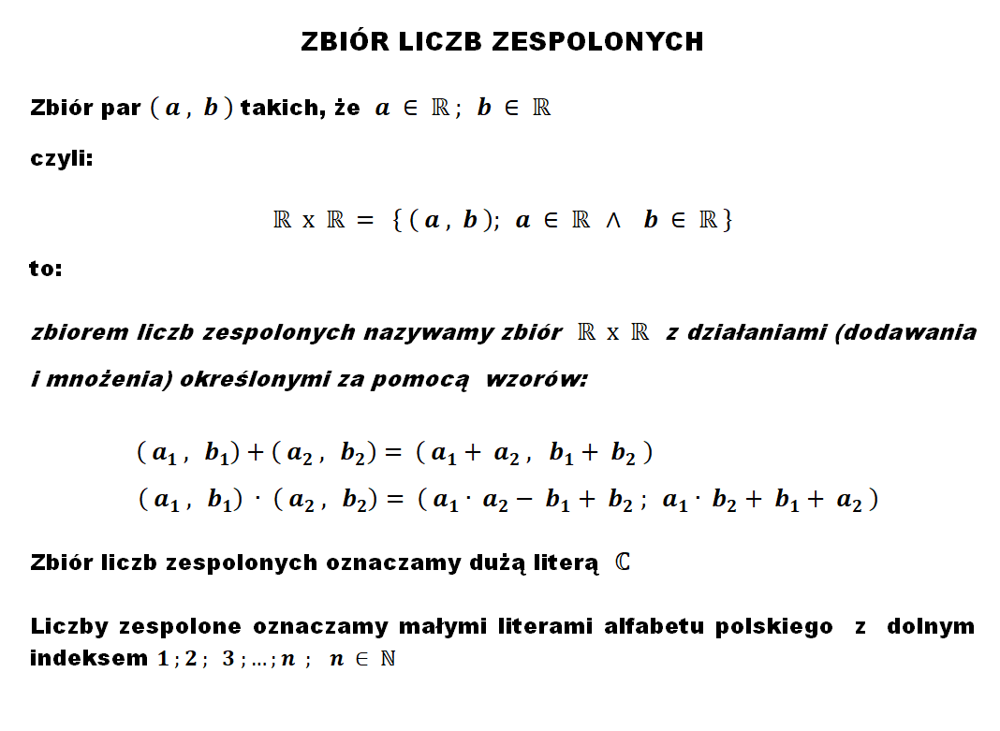 ZBIÓR LICZB ZESPOLONYCH
Zbiór par ( a , b ) takich, że a ∈ ℝ ; b ∈ ℝ
czyli:
ℝ x ℝ = { ( a , b ); a ∈ ℝ ∧ b ∈ ℝ }
to:
zbiorem liczb zespolonych nazywamy zbiór ℝ x ℝ z działaniami (dodawania
i mnożenia) określonymi za pomocą wzorów:
( a₁ , b₁) + ( a₂ , b₂) = ( a₁ + a₂ , b₁ + b₂ )
( a₁ , b₁) · ( a₂ , b₂) = ( a₁ · a₂ − b₁ + b₂ ; a₁ · b₂ + b₁ + a₂ )
Zbiór liczb zespolonych oznaczamy dużą literą ℂ
Liczby zespolone oznaczamy małymi literami alfabetu polskiego z dolnym
indeksem 1 ; 2 ; 3 ; … ; n ; n ∈ ℕ